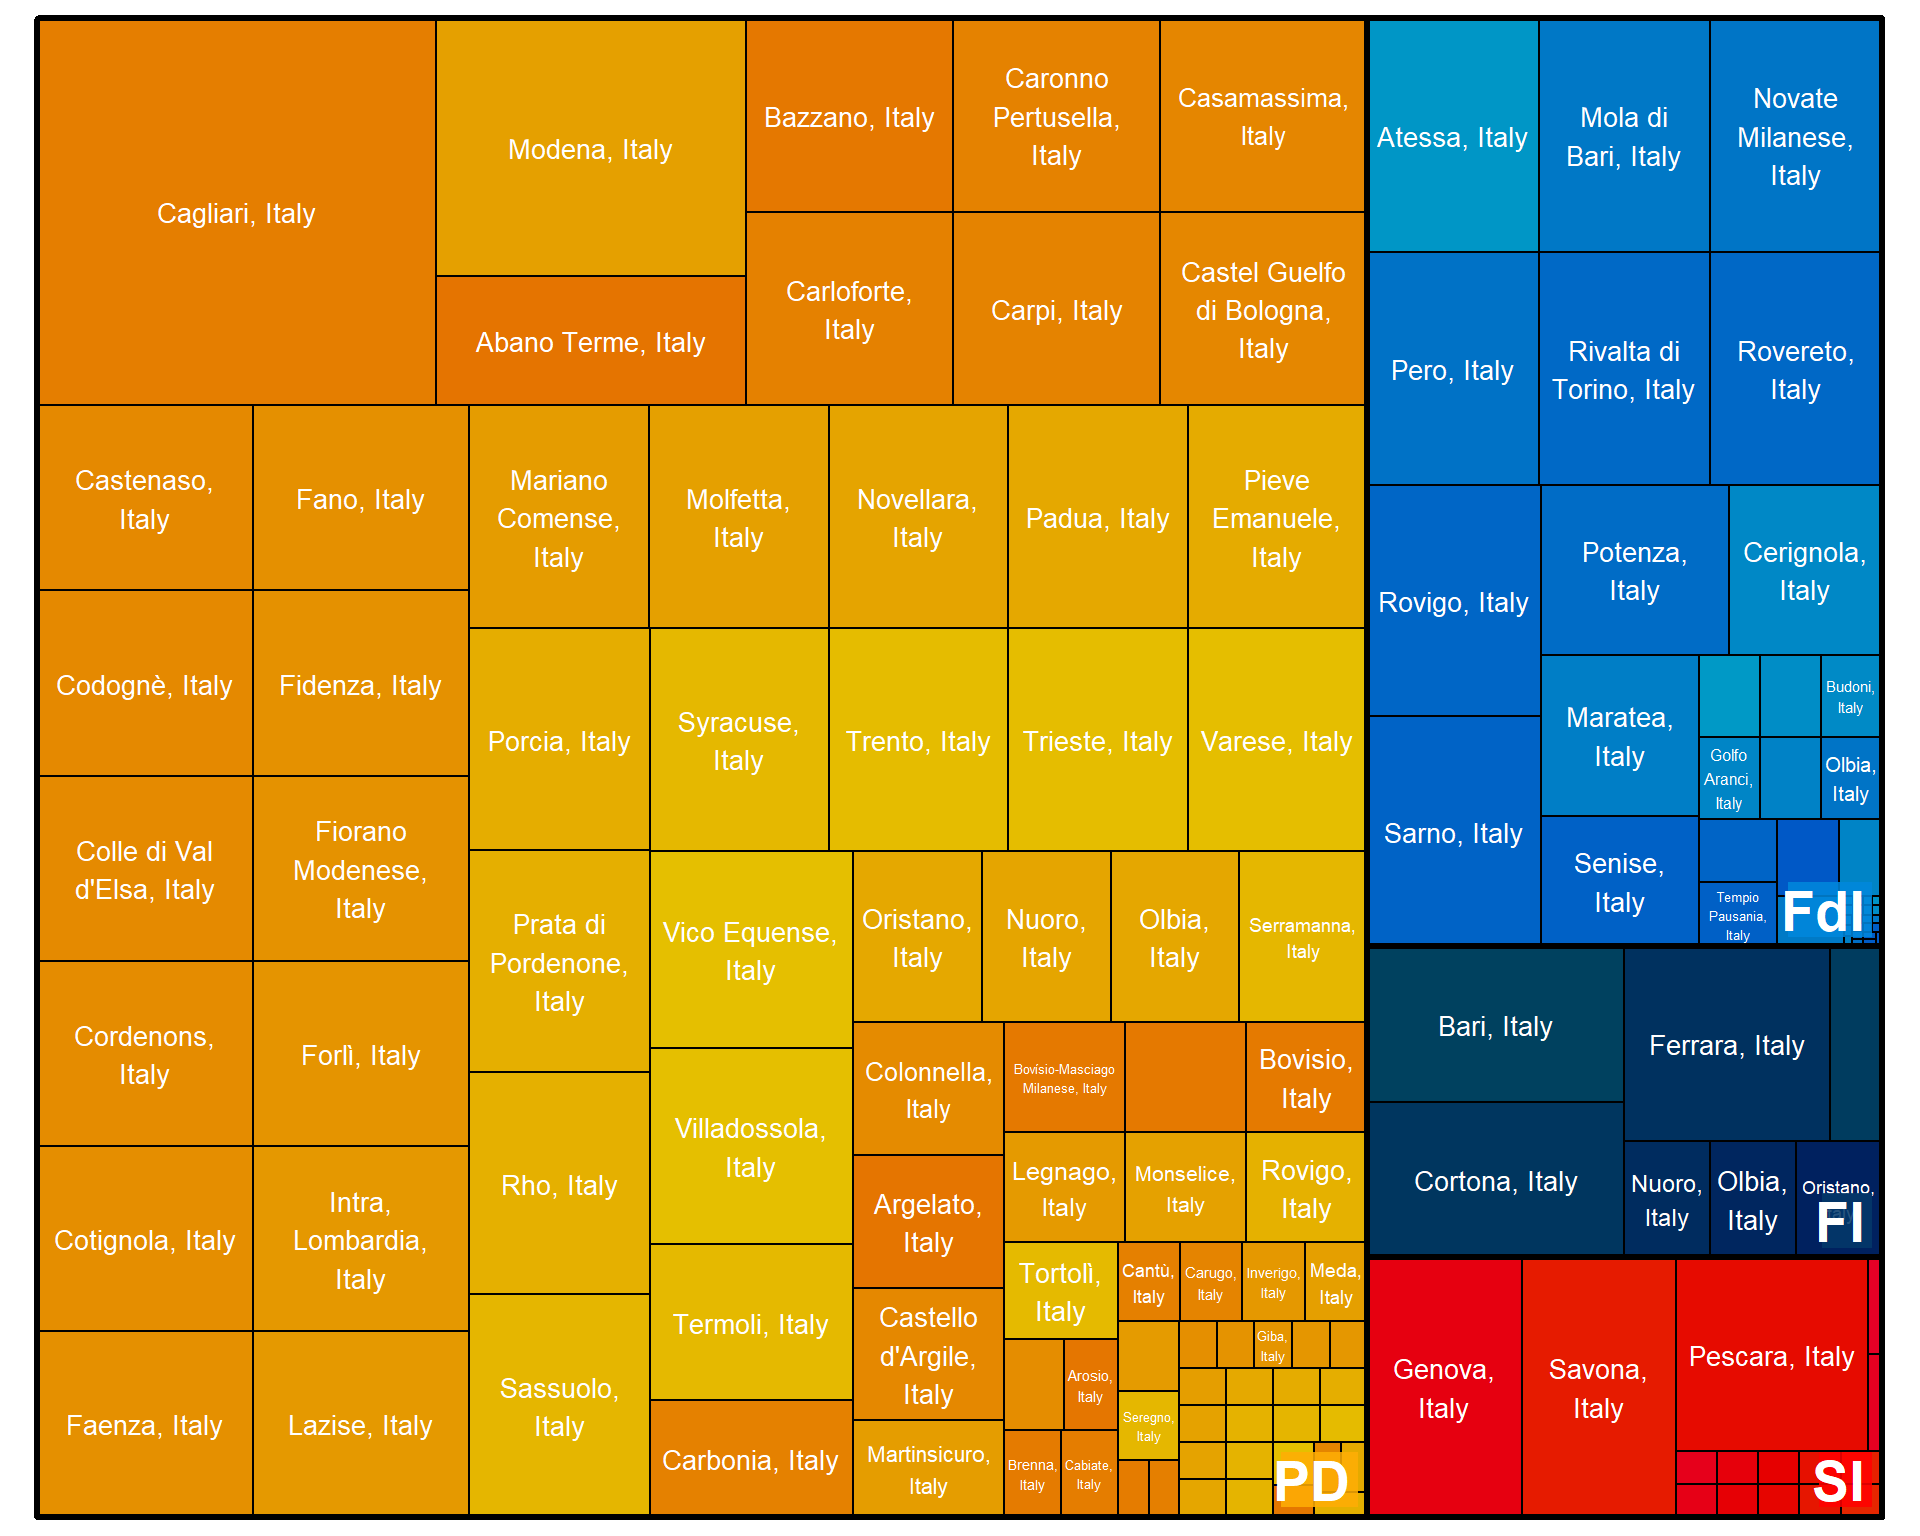 Cagliari, Italy
Modena, Italy
Abano Terme, Italy
Bazzano, Italy
Caronno
Pertusella,
Italy
Casamassima,
Italy
Carloforte,
Italy
Carpi, Italy
Castel Guelfo
di Bologna,
Italy
Castenaso,
Italy
Fano, Italy
Codognè, Italy
Fidenza, Italy
Colle di Val
d'Elsa, Italy
Fiorano
Modenese,
Italy
Cordenons,
Italy
Forlì, Italy
Cotignola, Italy
Intra,
Lombardia,
Italy
Faenza, Italy
Lazise, Italy
Mariano
Comense,
Italy
Molfetta,
Italy
Novellara,
Italy
Padua, Italy
Pieve
Emanuele,
Italy
Porcia, Italy
Syracuse,
Italy
Trento, Italy
Trieste, Italy
Varese, Italy
Prata di
Pordenone,
Italy
Rho, Italy
Sassuolo,
Italy
Vico Equense,
Italy
Villadossola,
Italy
Termoli, Italy
Carbonia, Italy
Oristano,
Italy
Nuoro,
Italy
Olbia,
Italy
Serramanna,
Italy
Colonnella,
Italy
Argelato,
Italy
Castello
d'Argile,
Italy
Martinsicuro,
Italy
Bovísio-Masciago
Milanese, Italy
Bovisio,
Italy
Legnago,
Italy
Monselice,
Italy
Rovigo,
Italy
Tortolì,
Italy
Cantù,
Italy
Carugo,
Italy
Inverigo,
Italy
Meda,
Italy
Arosio,
Italy
Brenna,
Italy
Cabiate,
Italy
Seregno,
Italy
Giba,
Italy
PD
Atessa, Italy
Mola di
Bari, Italy
Novate
Milanese,
Italy
Pero, Italy
Rivalta di
Torino, Italy
Rovereto,
Italy
Rovigo, Italy
Sarno, Italy
Potenza,
Italy
Cerignola,
Italy
Maratea,
Italy
Senise,
Italy
Budoni,
Italy
Golfo
Aranci,
Italy
Olbia,
Italy
Tempio
Pausania,
Italy
FdI
Bari, Italy
Cortona, Italy
Ferrara, Italy
Nuoro,
Italy
Olbia,
Italy
Oristano,
Italy
FI
Genova,
Italy
Savona,
Italy
Pescara, Italy
SI